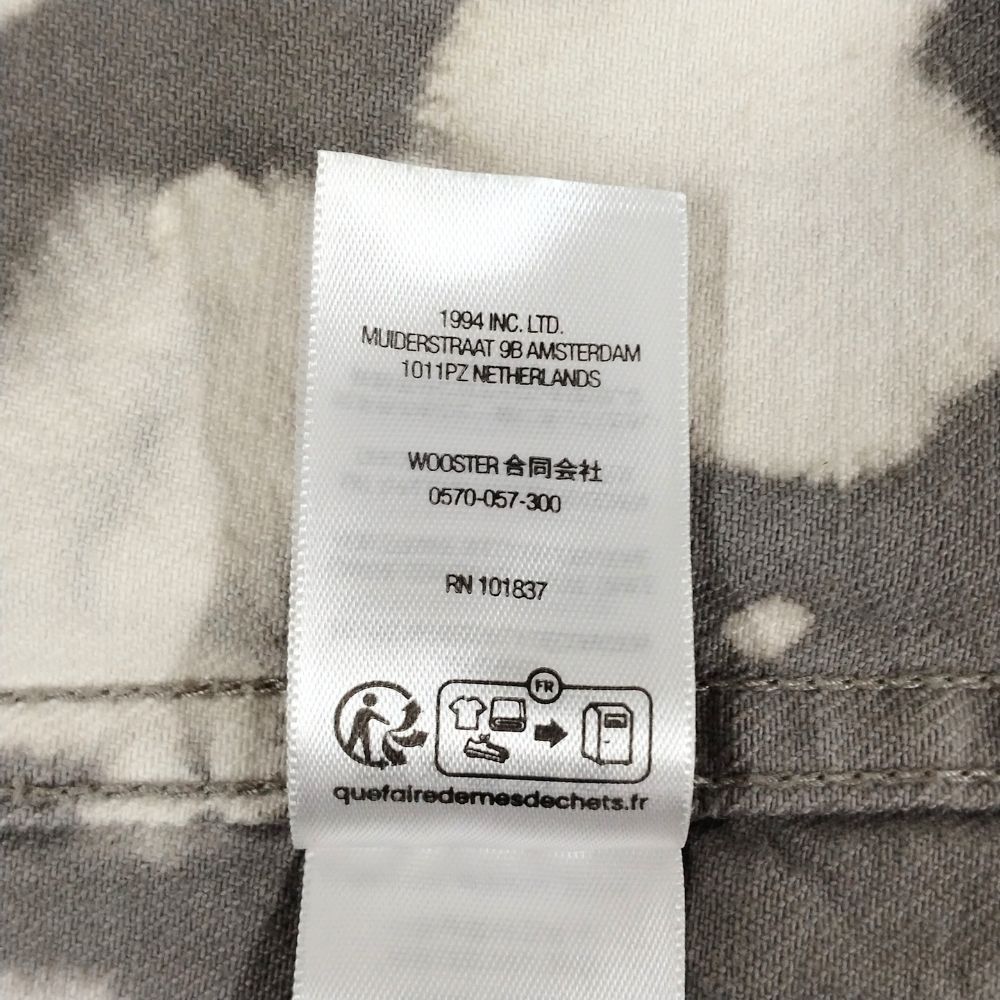 1994 INC. LTD.
MUIDERSTRAAT 9B AMSTERDAM
1011PZ NETHERLANDS
WOOSTER 合同会社
0570-057-300
RN 101837
FR
quefairedemesdechets.fr